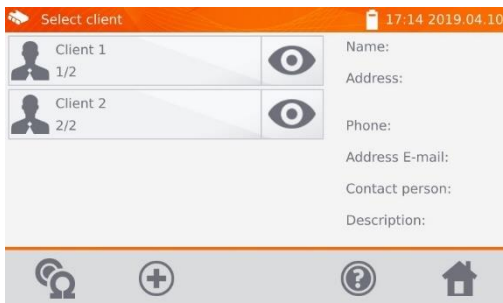 Select client
17:14 2019.04.10
Client 1
1/2
Client 2
2/2
Name:
Address:
Phone:
Address E-mail:
Contact person:
Description: